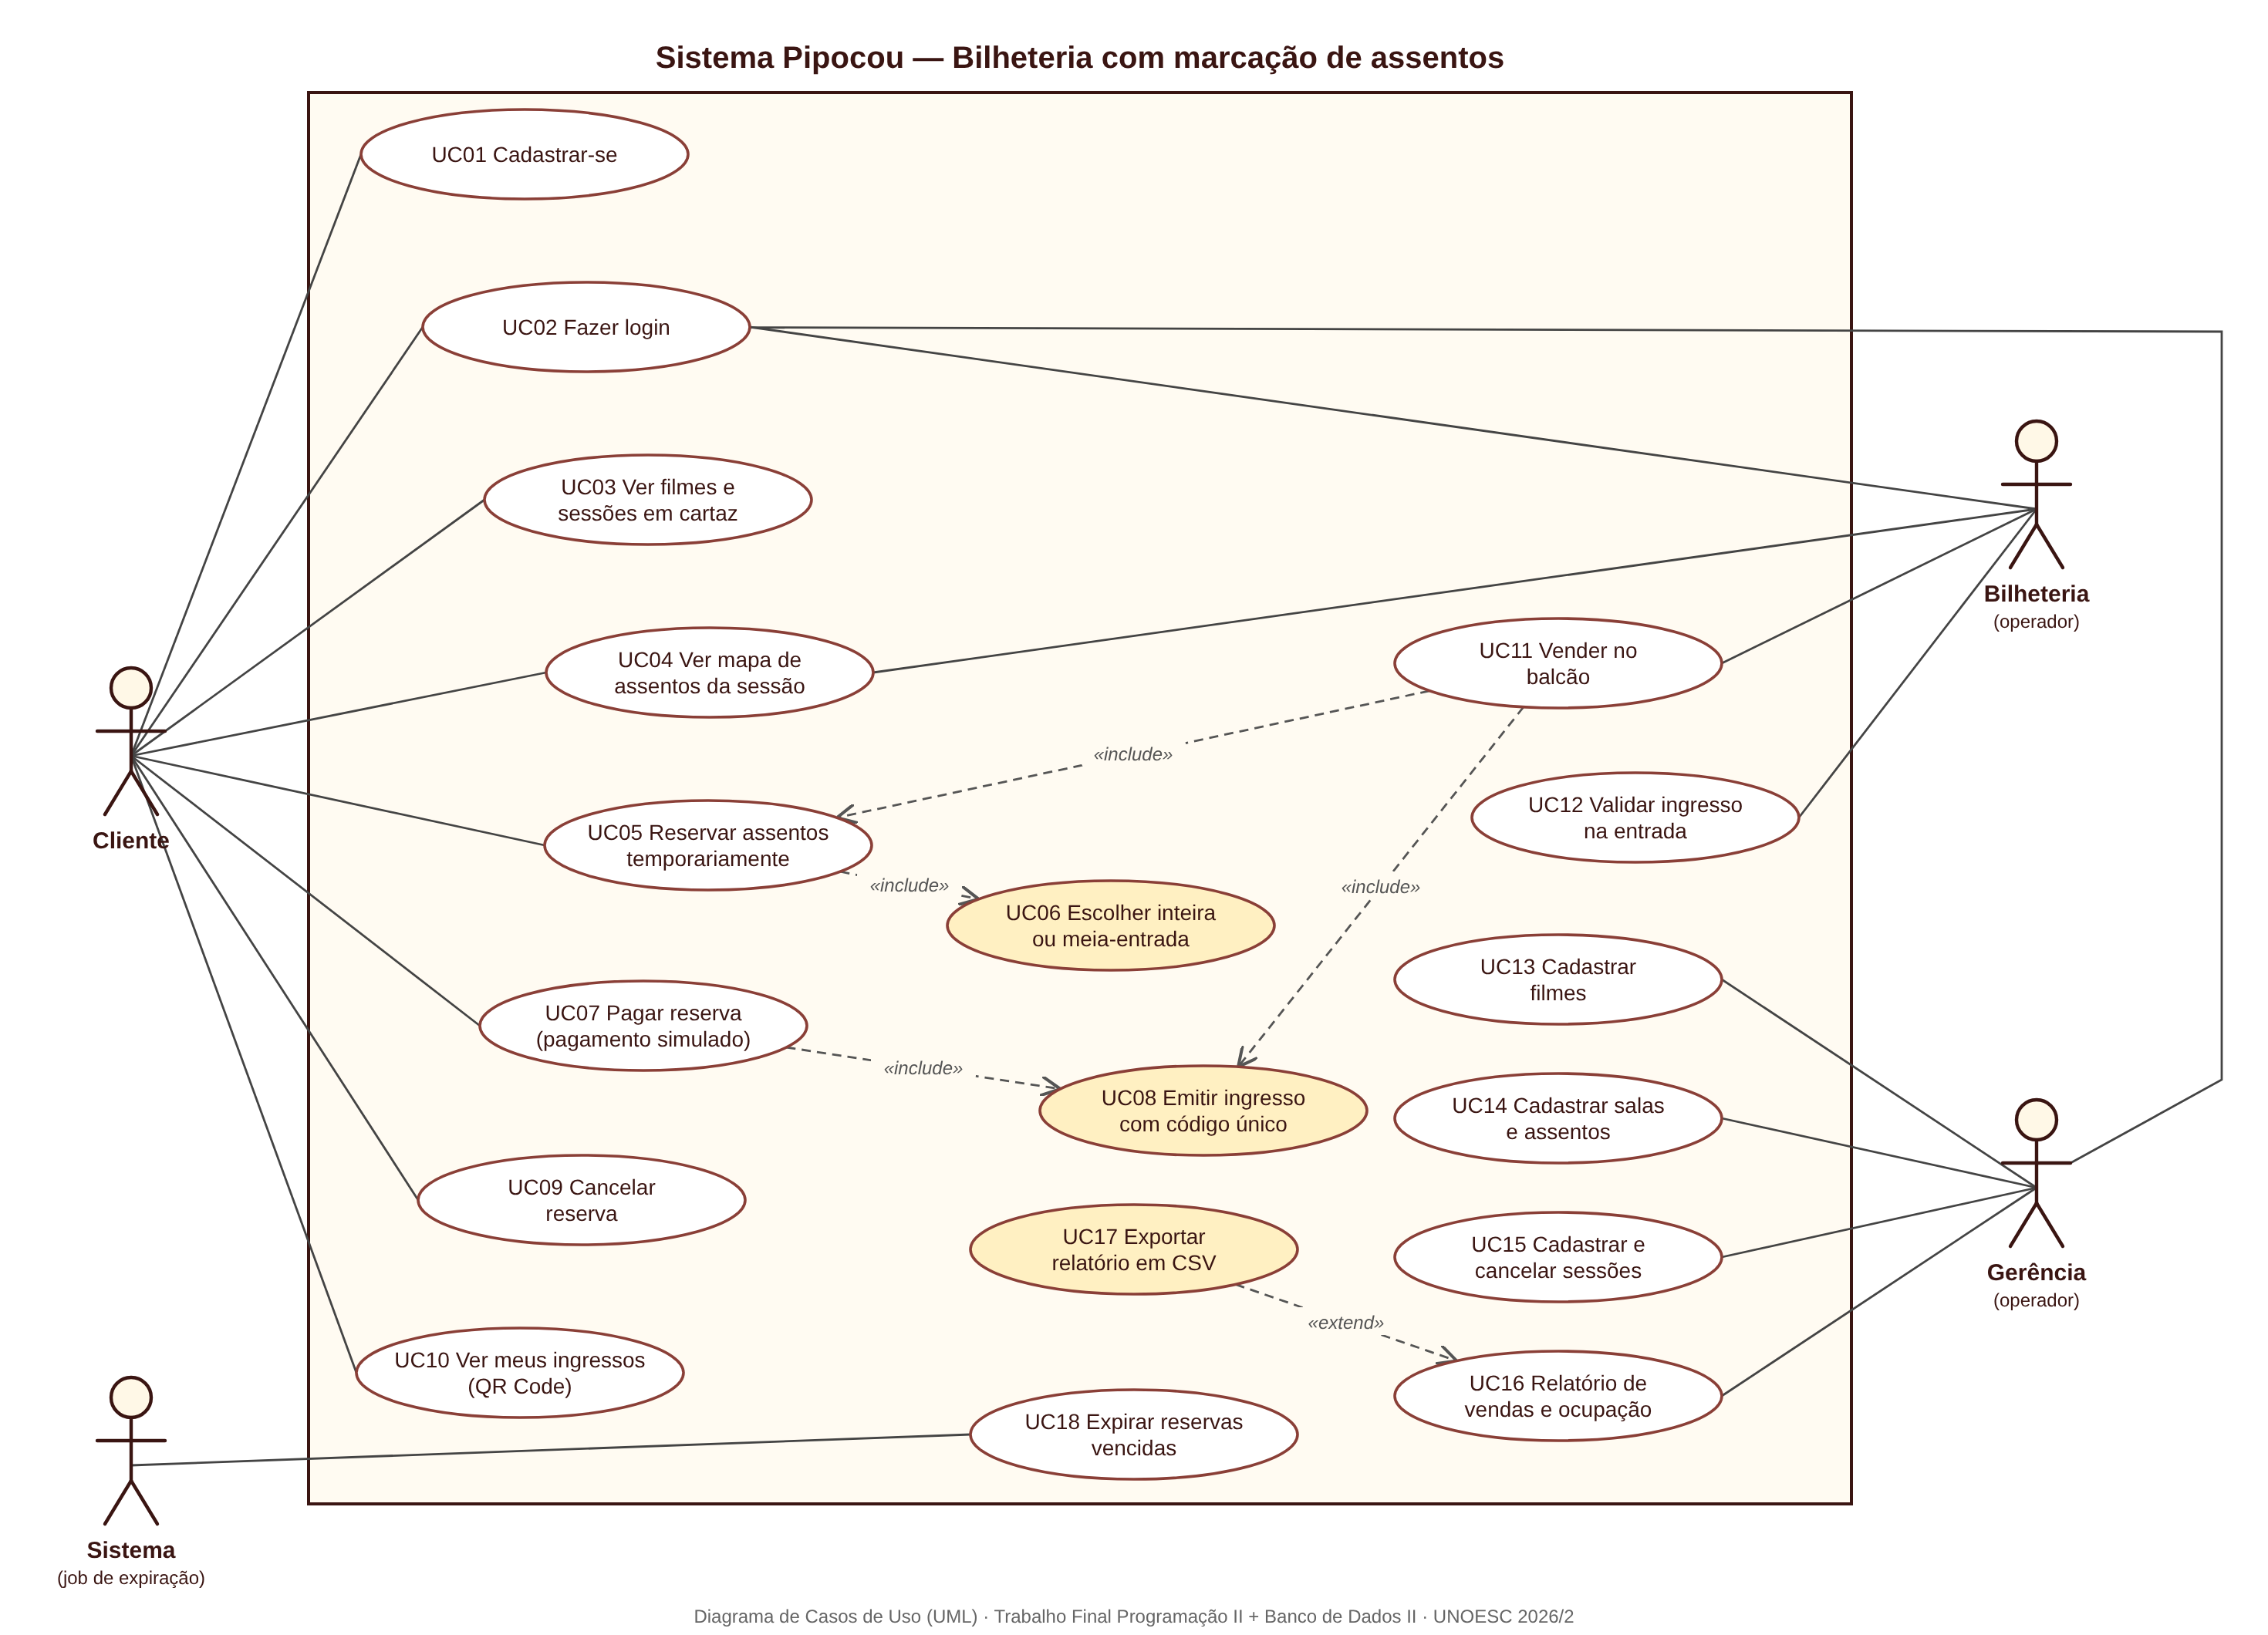 Sistema Pipocou — Bilheteria com marcação de assentos
UC01 Cadastrar-se
UC02 Fazer login
UC03 Ver filmes e
sessões em cartaz
Bilheteria
(operador)
UC04 Ver mapa de
assentos da sessão
UC11 Vender no
balcão
«include»
Cliente
UC05 Reservar assentos
temporariamente
UC12 Validar ingresso
na entrada
«include»
«include»
UC06 Escolher inteira
ou meia-entrada
UC13 Cadastrar
filmes
UC07 Pagar reserva
(pagamento simulado)
«include»
UC08 Emitir ingresso
com código único
UC14 Cadastrar salas
e assentos
UC09 Cancelar
reserva
UC17 Exportar
relatório em CSV
UC15 Cadastrar e
cancelar sessões
Gerência
(operador)
«extend»
UC10 Ver meus ingressos
(QR Code)
UC16 Relatório de
vendas e ocupação
UC18 Expirar reservas
vencidas
Sistema
(job de expiração)
Diagrama de Casos de Uso (UML) · Trabalho Final Programação II + Banco de Dados II · UNOESC 2026/2